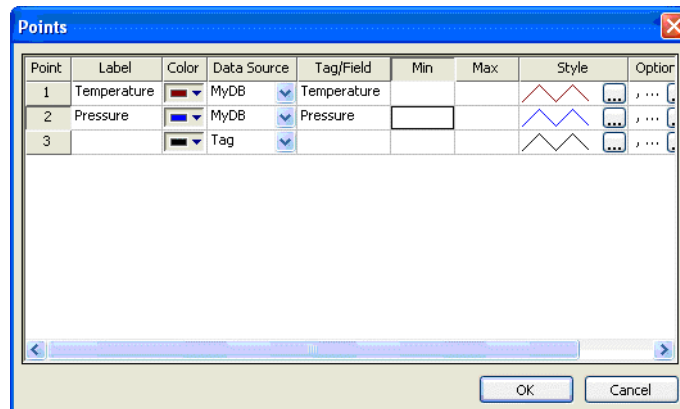 Points
Point Label Color Data Source Tag/Field Min Max Style Option
1 Temperature MyDB Temperature ... , ...
2 Pressure MyDB Pressure ... , ...
3 Tag ... , ...
OK Cancel